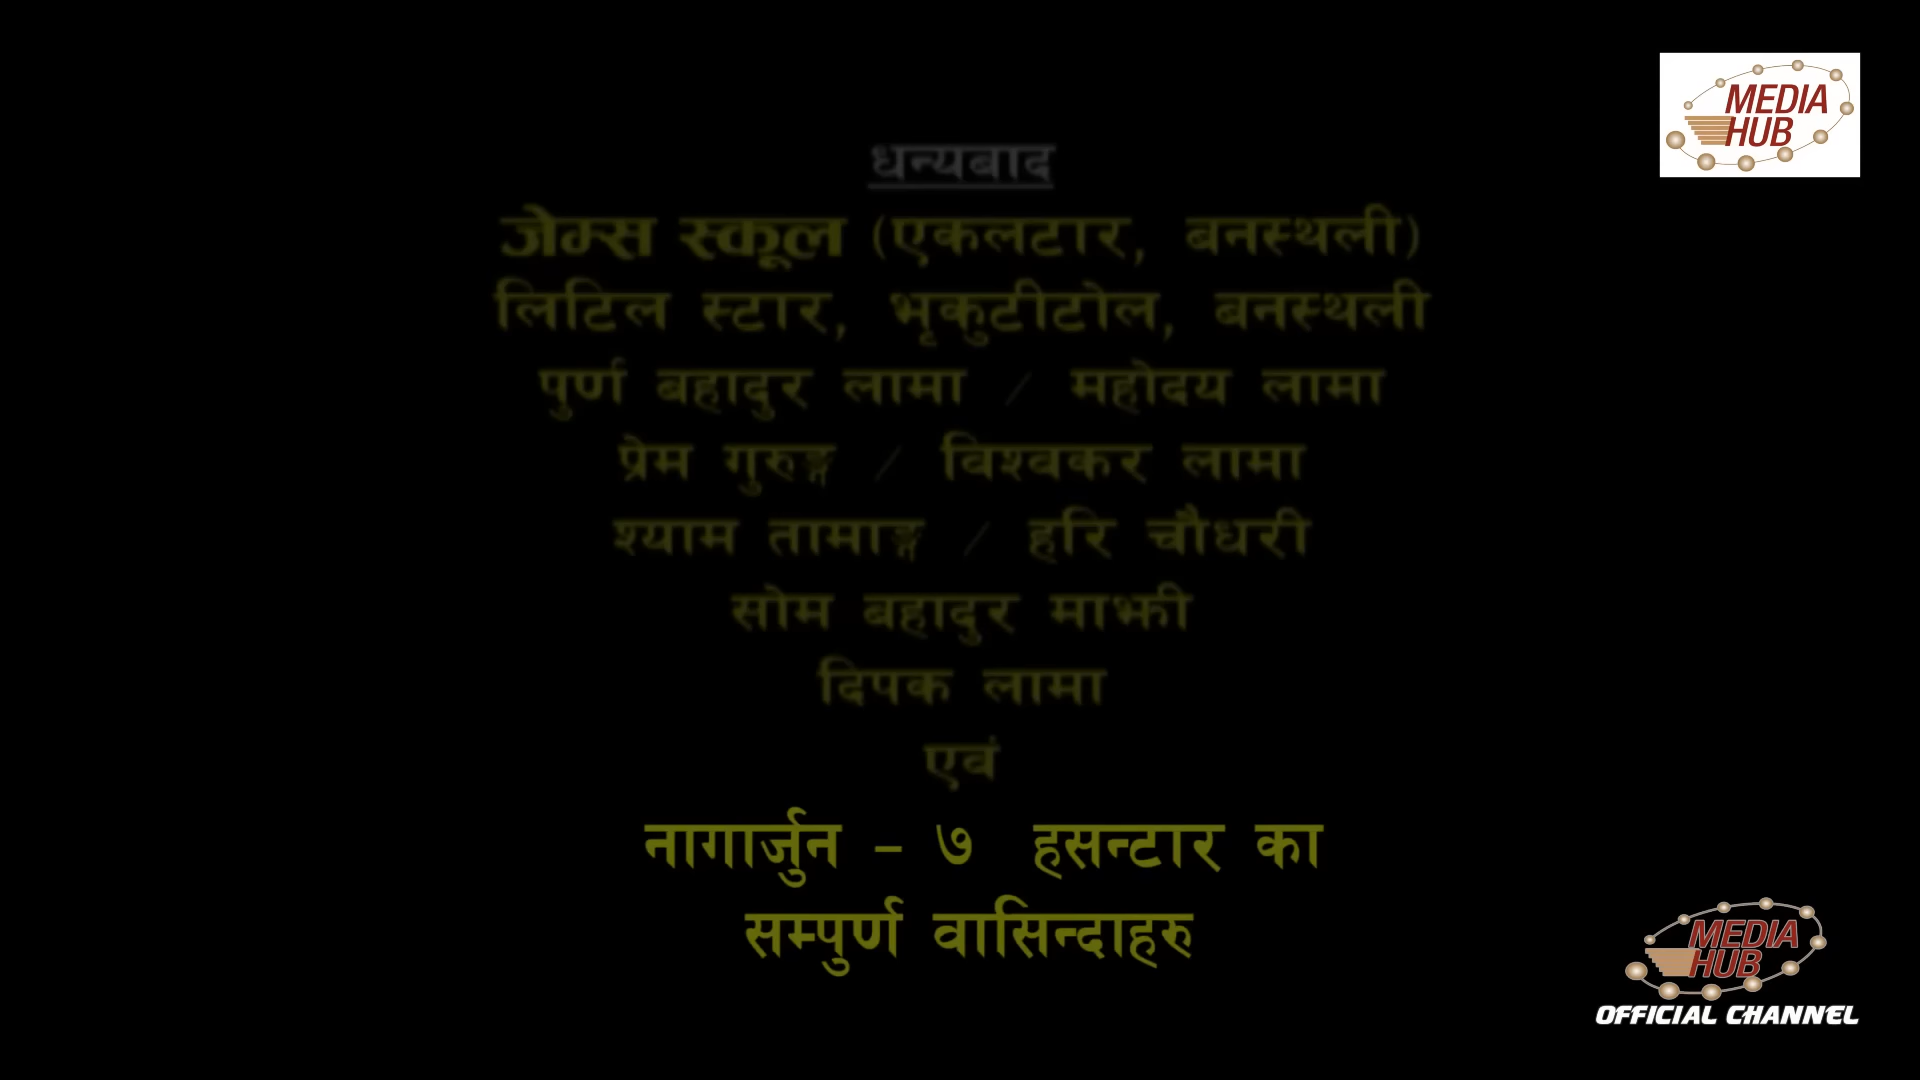 MEDIA
HUB
धन्यबाद
जेम्स स्कूल (एकलटार, बनस्थली)
लिटिल स्टार, भृकुटीटोल, बनस्थली
पुर्ण बहादुर लामा / महोदय लामा
प्रेम गुरुङ्ग / विश्वकर लामा
श्याम तामाङ्ग / हरि चौधरी
सोम बहादुर माझी
दिपक लामा
एवं
नागार्जुन - ७ हसन्टार का
सम्पुर्ण वासिन्दाहरु
MEDIA
HUB
OFFICIAL CHANNEL